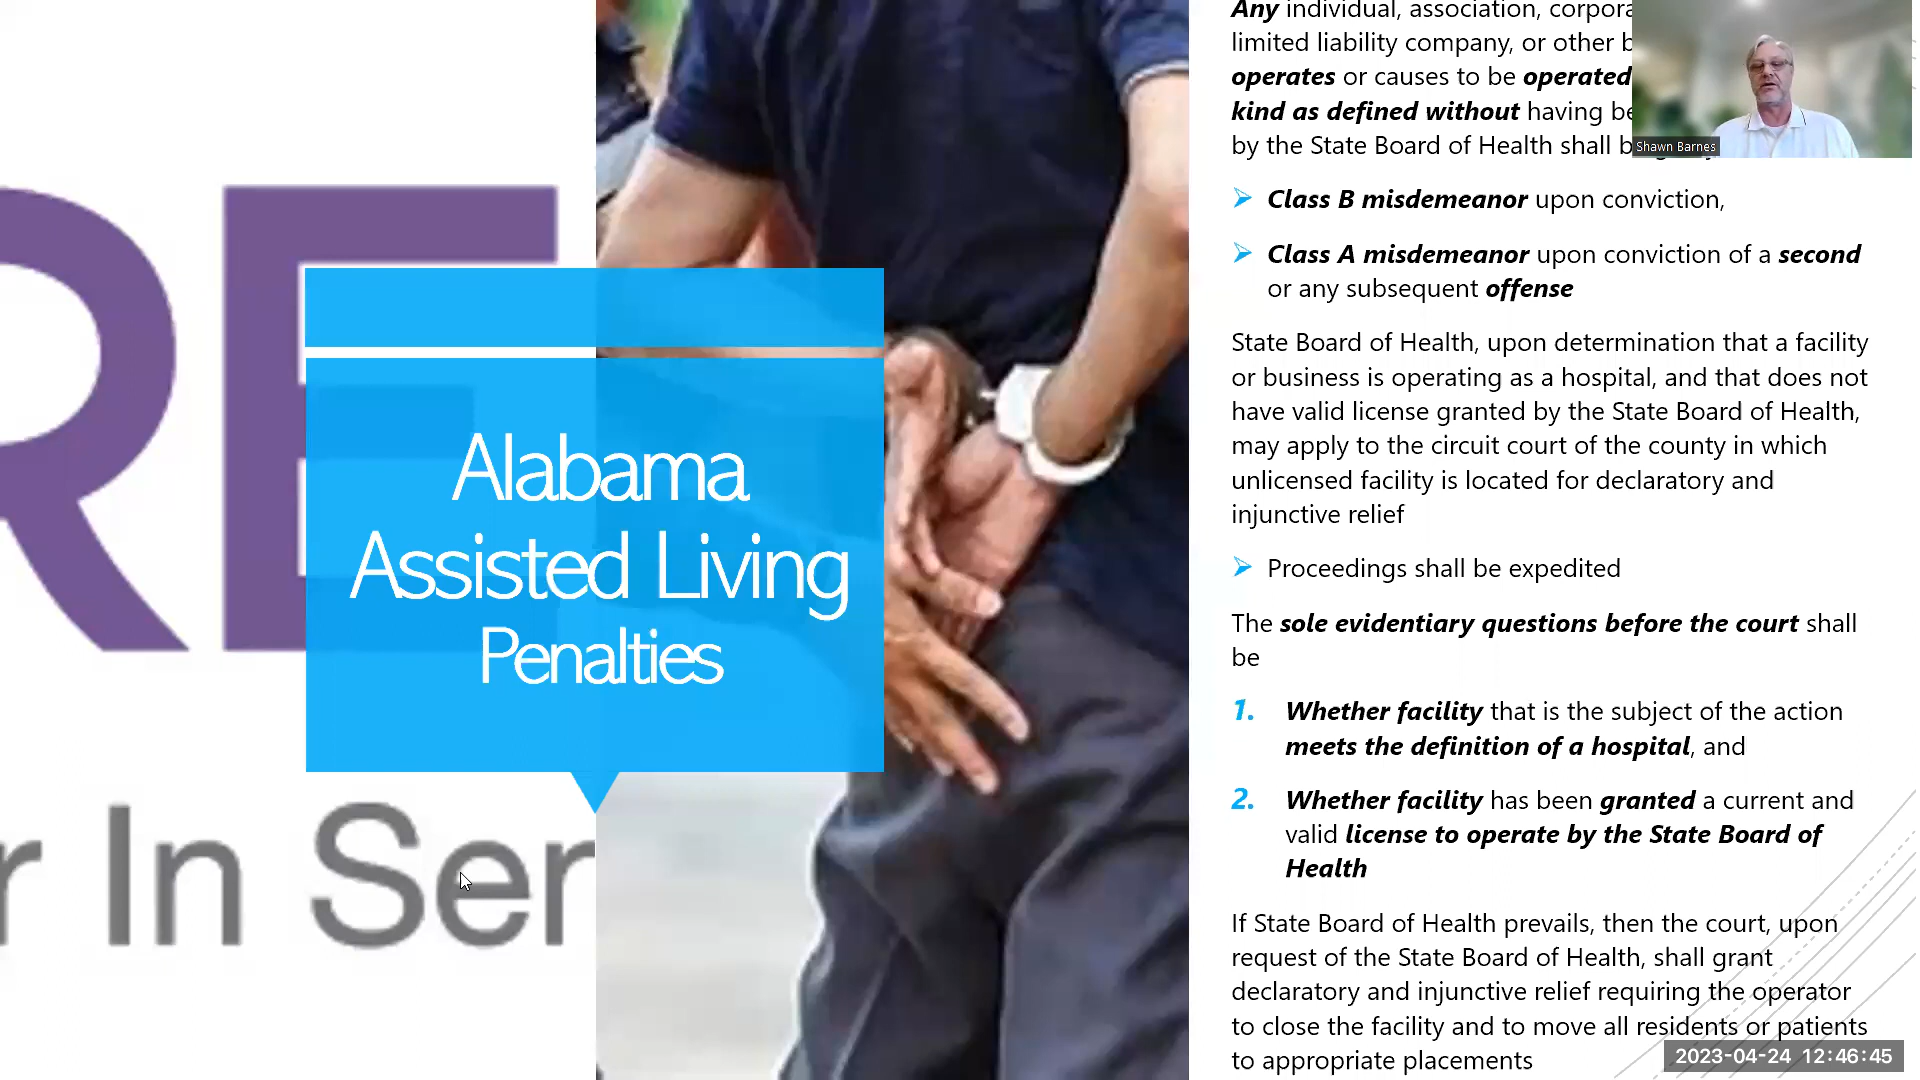 RE
r In Ser
Alabama
Assisted Living
Penalties
Any individual, association, corpora
limited liability company, or other b
operates or causes to be operated
kind as defined without having be
by the State Board of Health shall b
Class B misdemeanor upon conviction,
Class A misdemeanor upon conviction of a second
or any subsequent offense
State Board of Health, upon determination that a facility
or business is operating as a hospital, and that does not
have valid license granted by the State Board of Health,
may apply to the circuit court of the county in which
unlicensed facility is located for declaratory and
injunctive relief
Proceedings shall be expedited
The sole evidentiary questions before the court shall
be
1. Whether facility that is the subject of the action
meets the definition of a hospital, and
2. Whether facility has been granted a current and
valid license to operate by the State Board of
Health
If State Board of Health prevails, then the court, upon
request of the State Board of Health, shall grant
declaratory and injunctive relief requiring the operator
to close the facility and to move all residents or patients
to appropriate placements
Shawn Barnes
2023-04-24 12:46:45